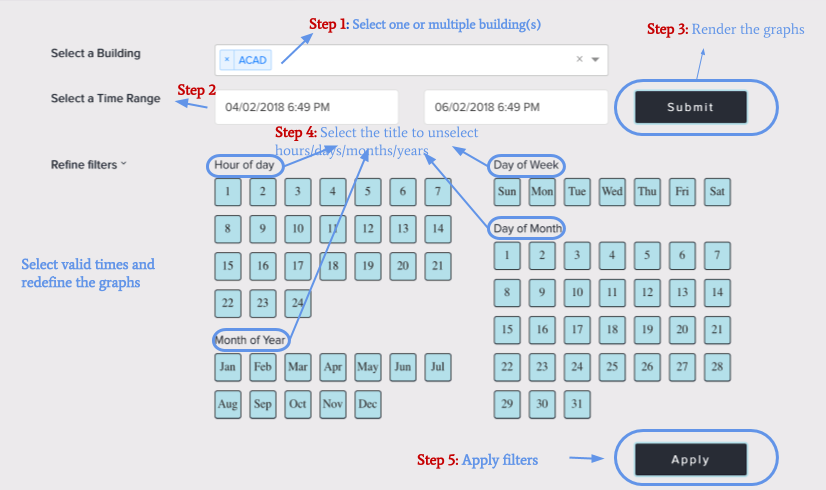 Step 1: Select one or multiple building(s)
Step 3: Render the graphs
Select a Building
× ACAD
×
Select a Time Range
Step 2
04/02/2018 6:49 PM
06/02/2018 6:49 PM
Submit
Step 4: Select the title to unselect
hours/days/months/years
Refine filters
Hour of day
1 2 3 4 5 6 7
8 9 10 11 12 13 14
15 16 17 18 19 20 21
22 23 24
Day of Week
Sun Mon Tue Wed Thu Fri Sat
Day of Month
1 2 3 4 5 6 7
8 9 10 11 12 13 14
15 16 17 18 19 20 21
22 23 24 25 26 27 28
29 30 31
Select valid times and
redefine the graphs
Month of Year
Jan Feb Mar Apr May Jun Jul
Aug Sep Oct Nov Dec
Step 5: Apply filters
Apply